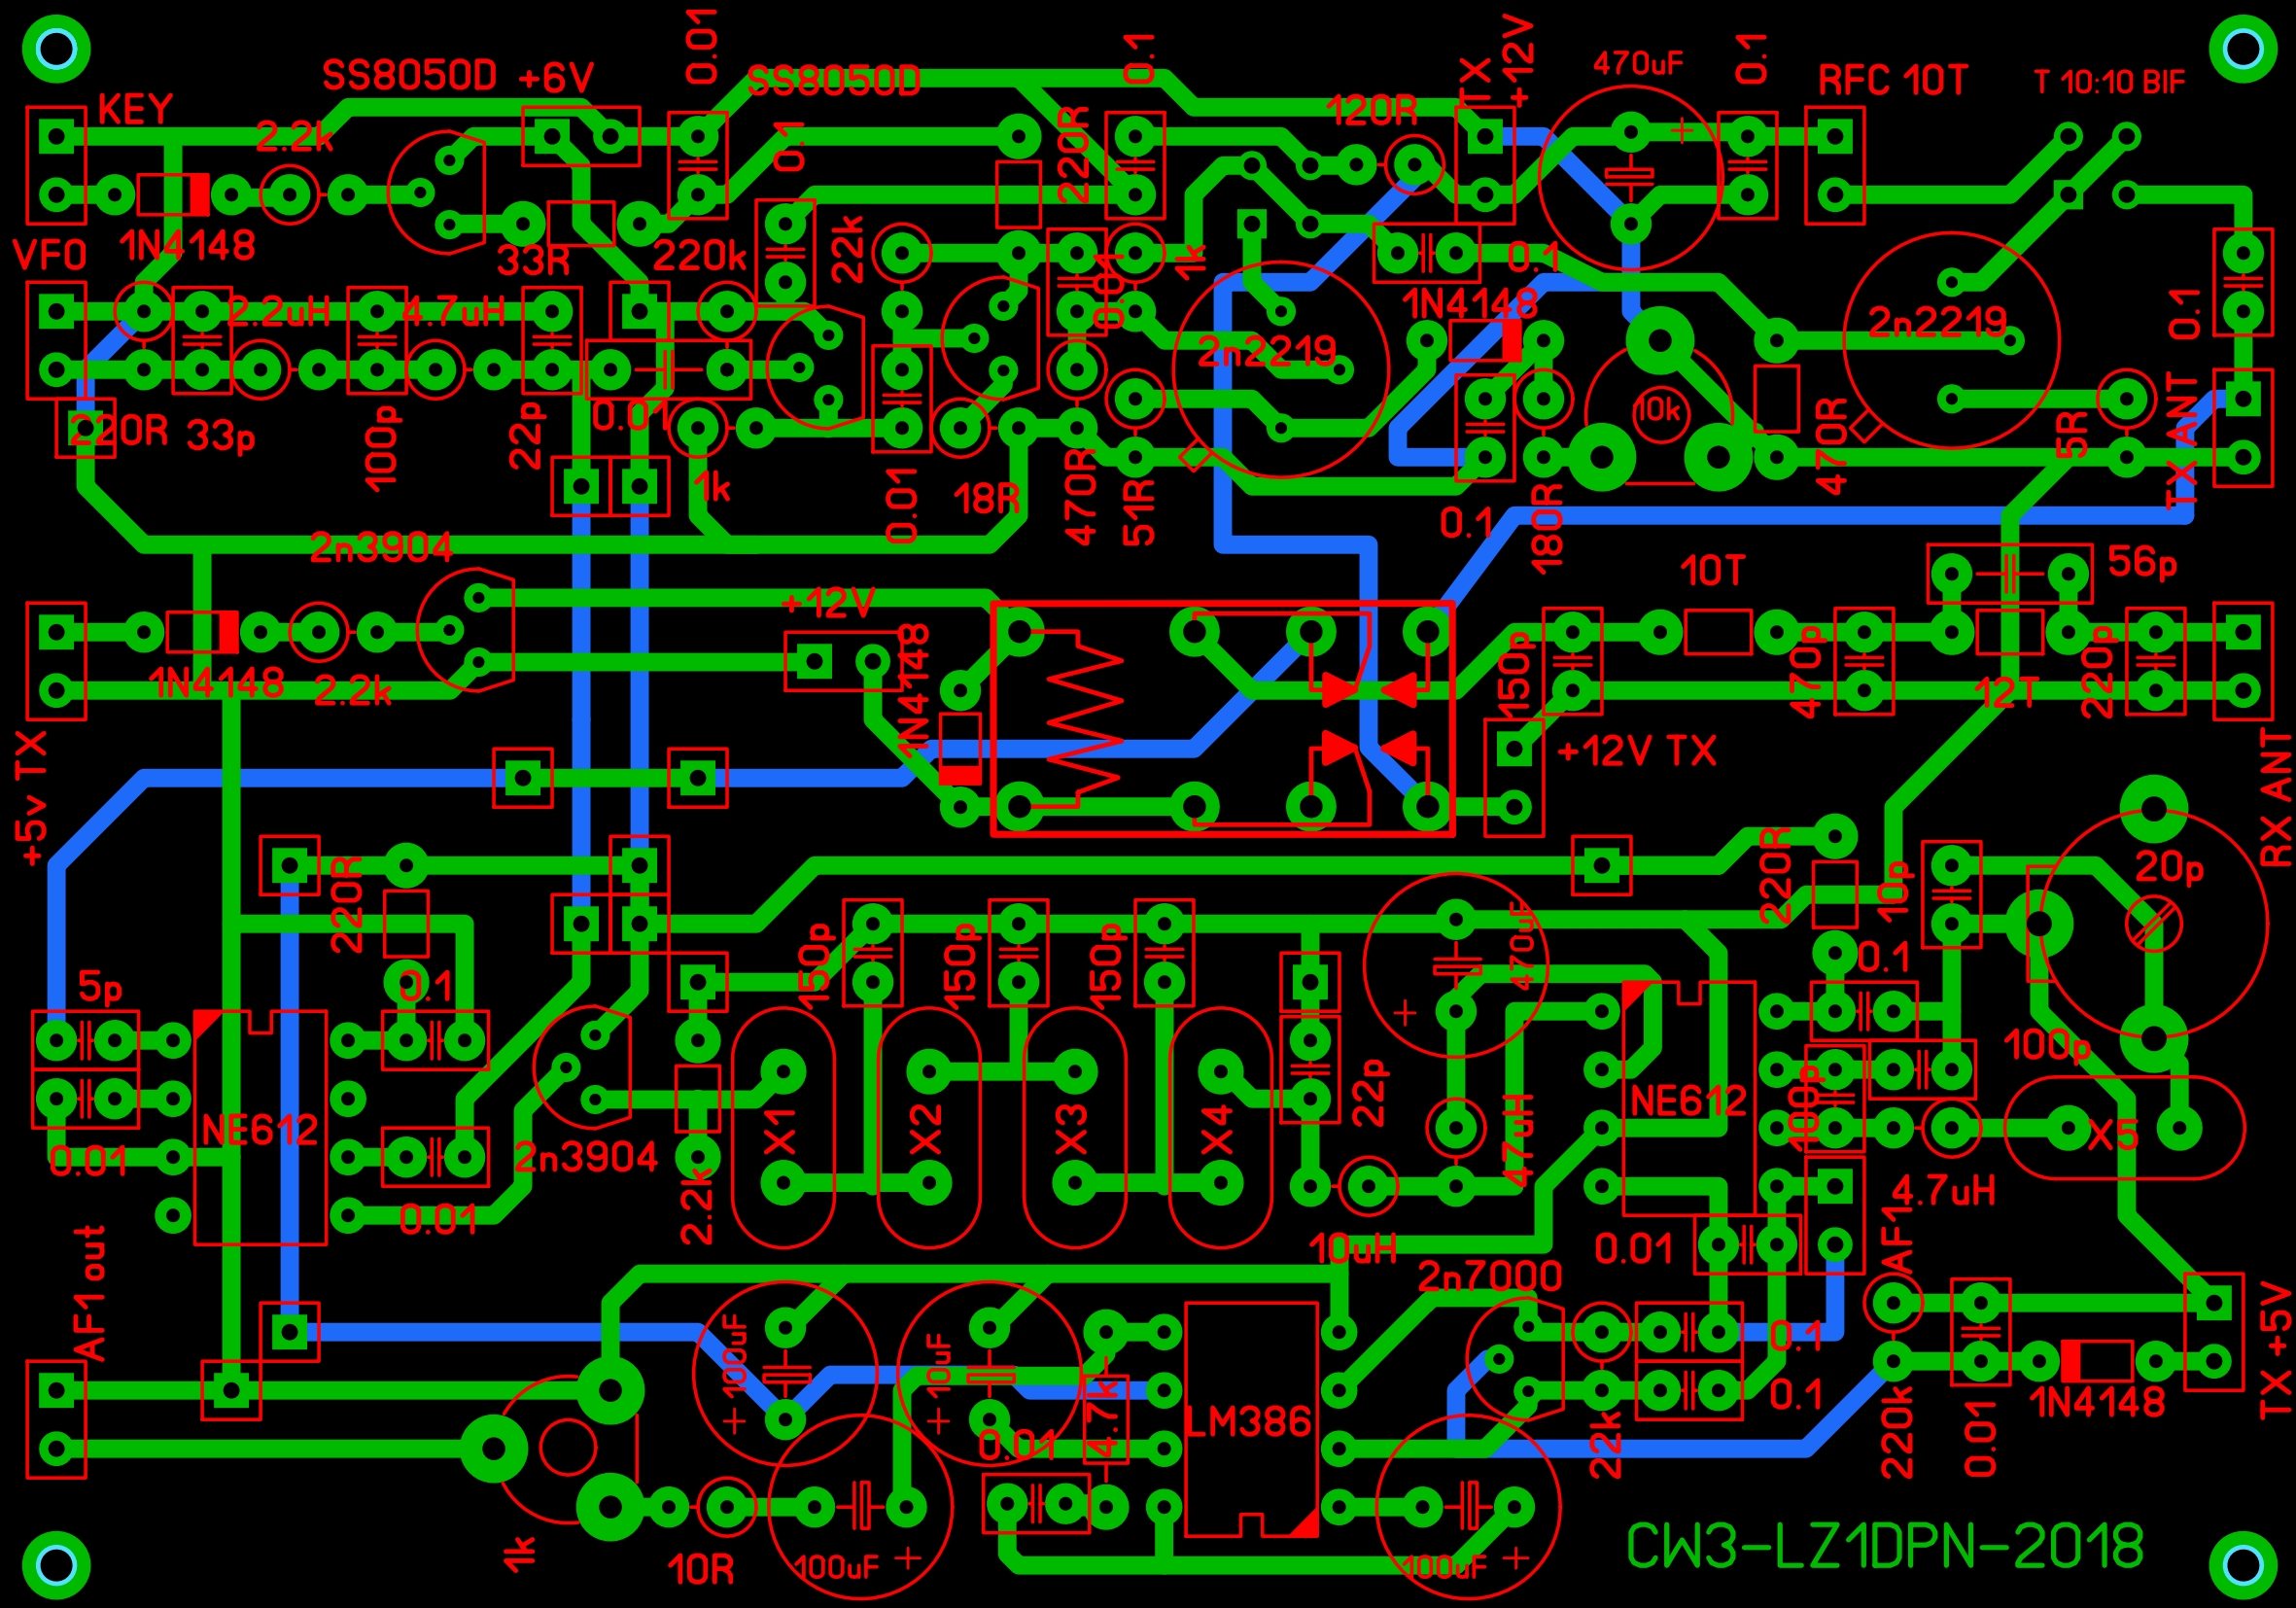 0.01
0.1
TX
+12V
470uF
0.1
SS8050D
+6V
SS8050D
RFC 10T
T 10:10 BIF
KEY
2.2k
0.1
220R
120R
VFO
1N4148
33R
220k
22k
1k
0.1
2.2uH
4.7uH
0.01
1N4148
2n2219
2n2219
0.1
220R
33p
100p
22p
0.01
1k
0.01
18R
470R
51R
0.1
180R
10k
470R
5R
TX ANT
2n3904
10T
56p
+12V
1N4148
2.2k
1N4148
150p
470p
12T
220p
+5v TX
+12V TX
RX ANT
220R
220R
10p
20p
5p
0.1
150p
150p
150p
470uF
0.1
100p
NE612
0.01
2n3904
X1
X2
X3
X4
22p
47uH
NE612
100p
X5
0.01
2.2k
10uH
0.01
4.7uH
AF1 out
2n7000
AF1
100uF
10uF
0.1
TX +5V
4.7k
LM386
0.1
1N4148
0.01
22k
220k
0.01
1k
10R
100uF
100uF
CW3-LZ1DPN-2018